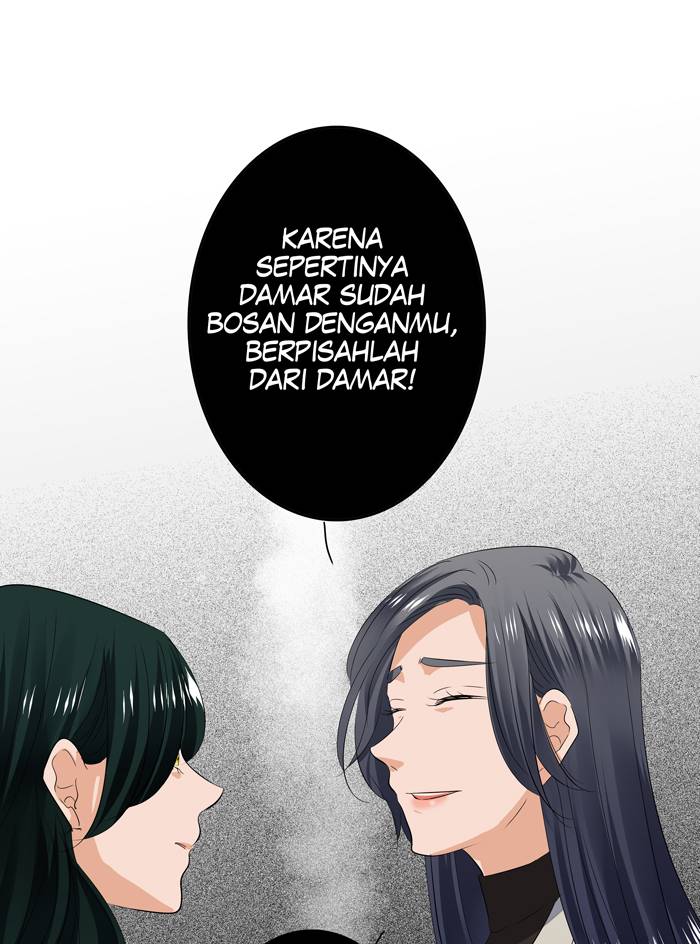 KARENA
SEPERTINYA
DAMAR SUDAH
BOSAN DENGANMU,
BERPISAHLAH
DARI DAMAR!